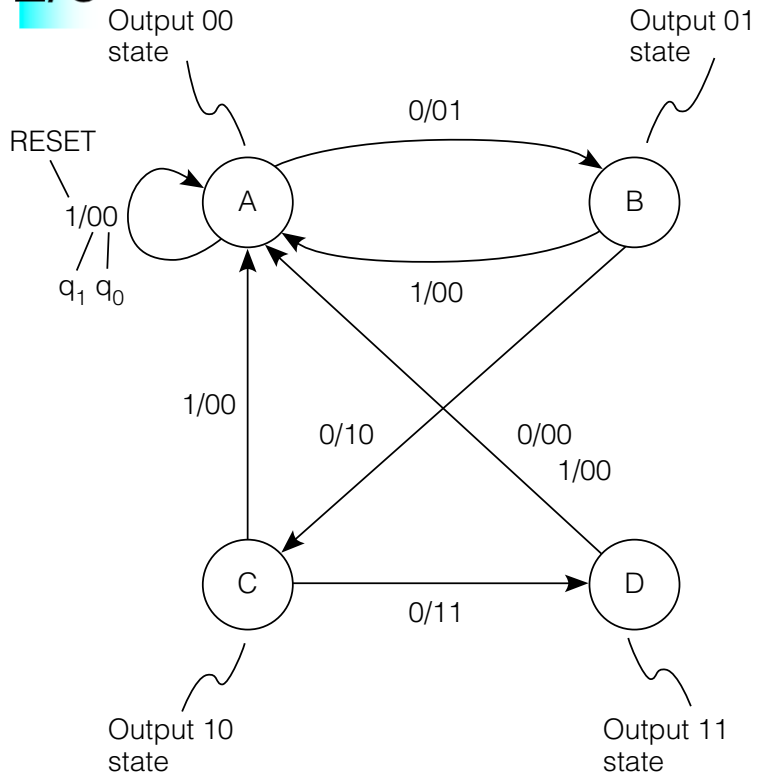 Output 00
state
Output 01
state
RESET
0/01
A
B
1/00
q1 q0
1/00
1/00
0/10
0/00
1/00
C
D
0/11
Output 10
state
Output 11
state